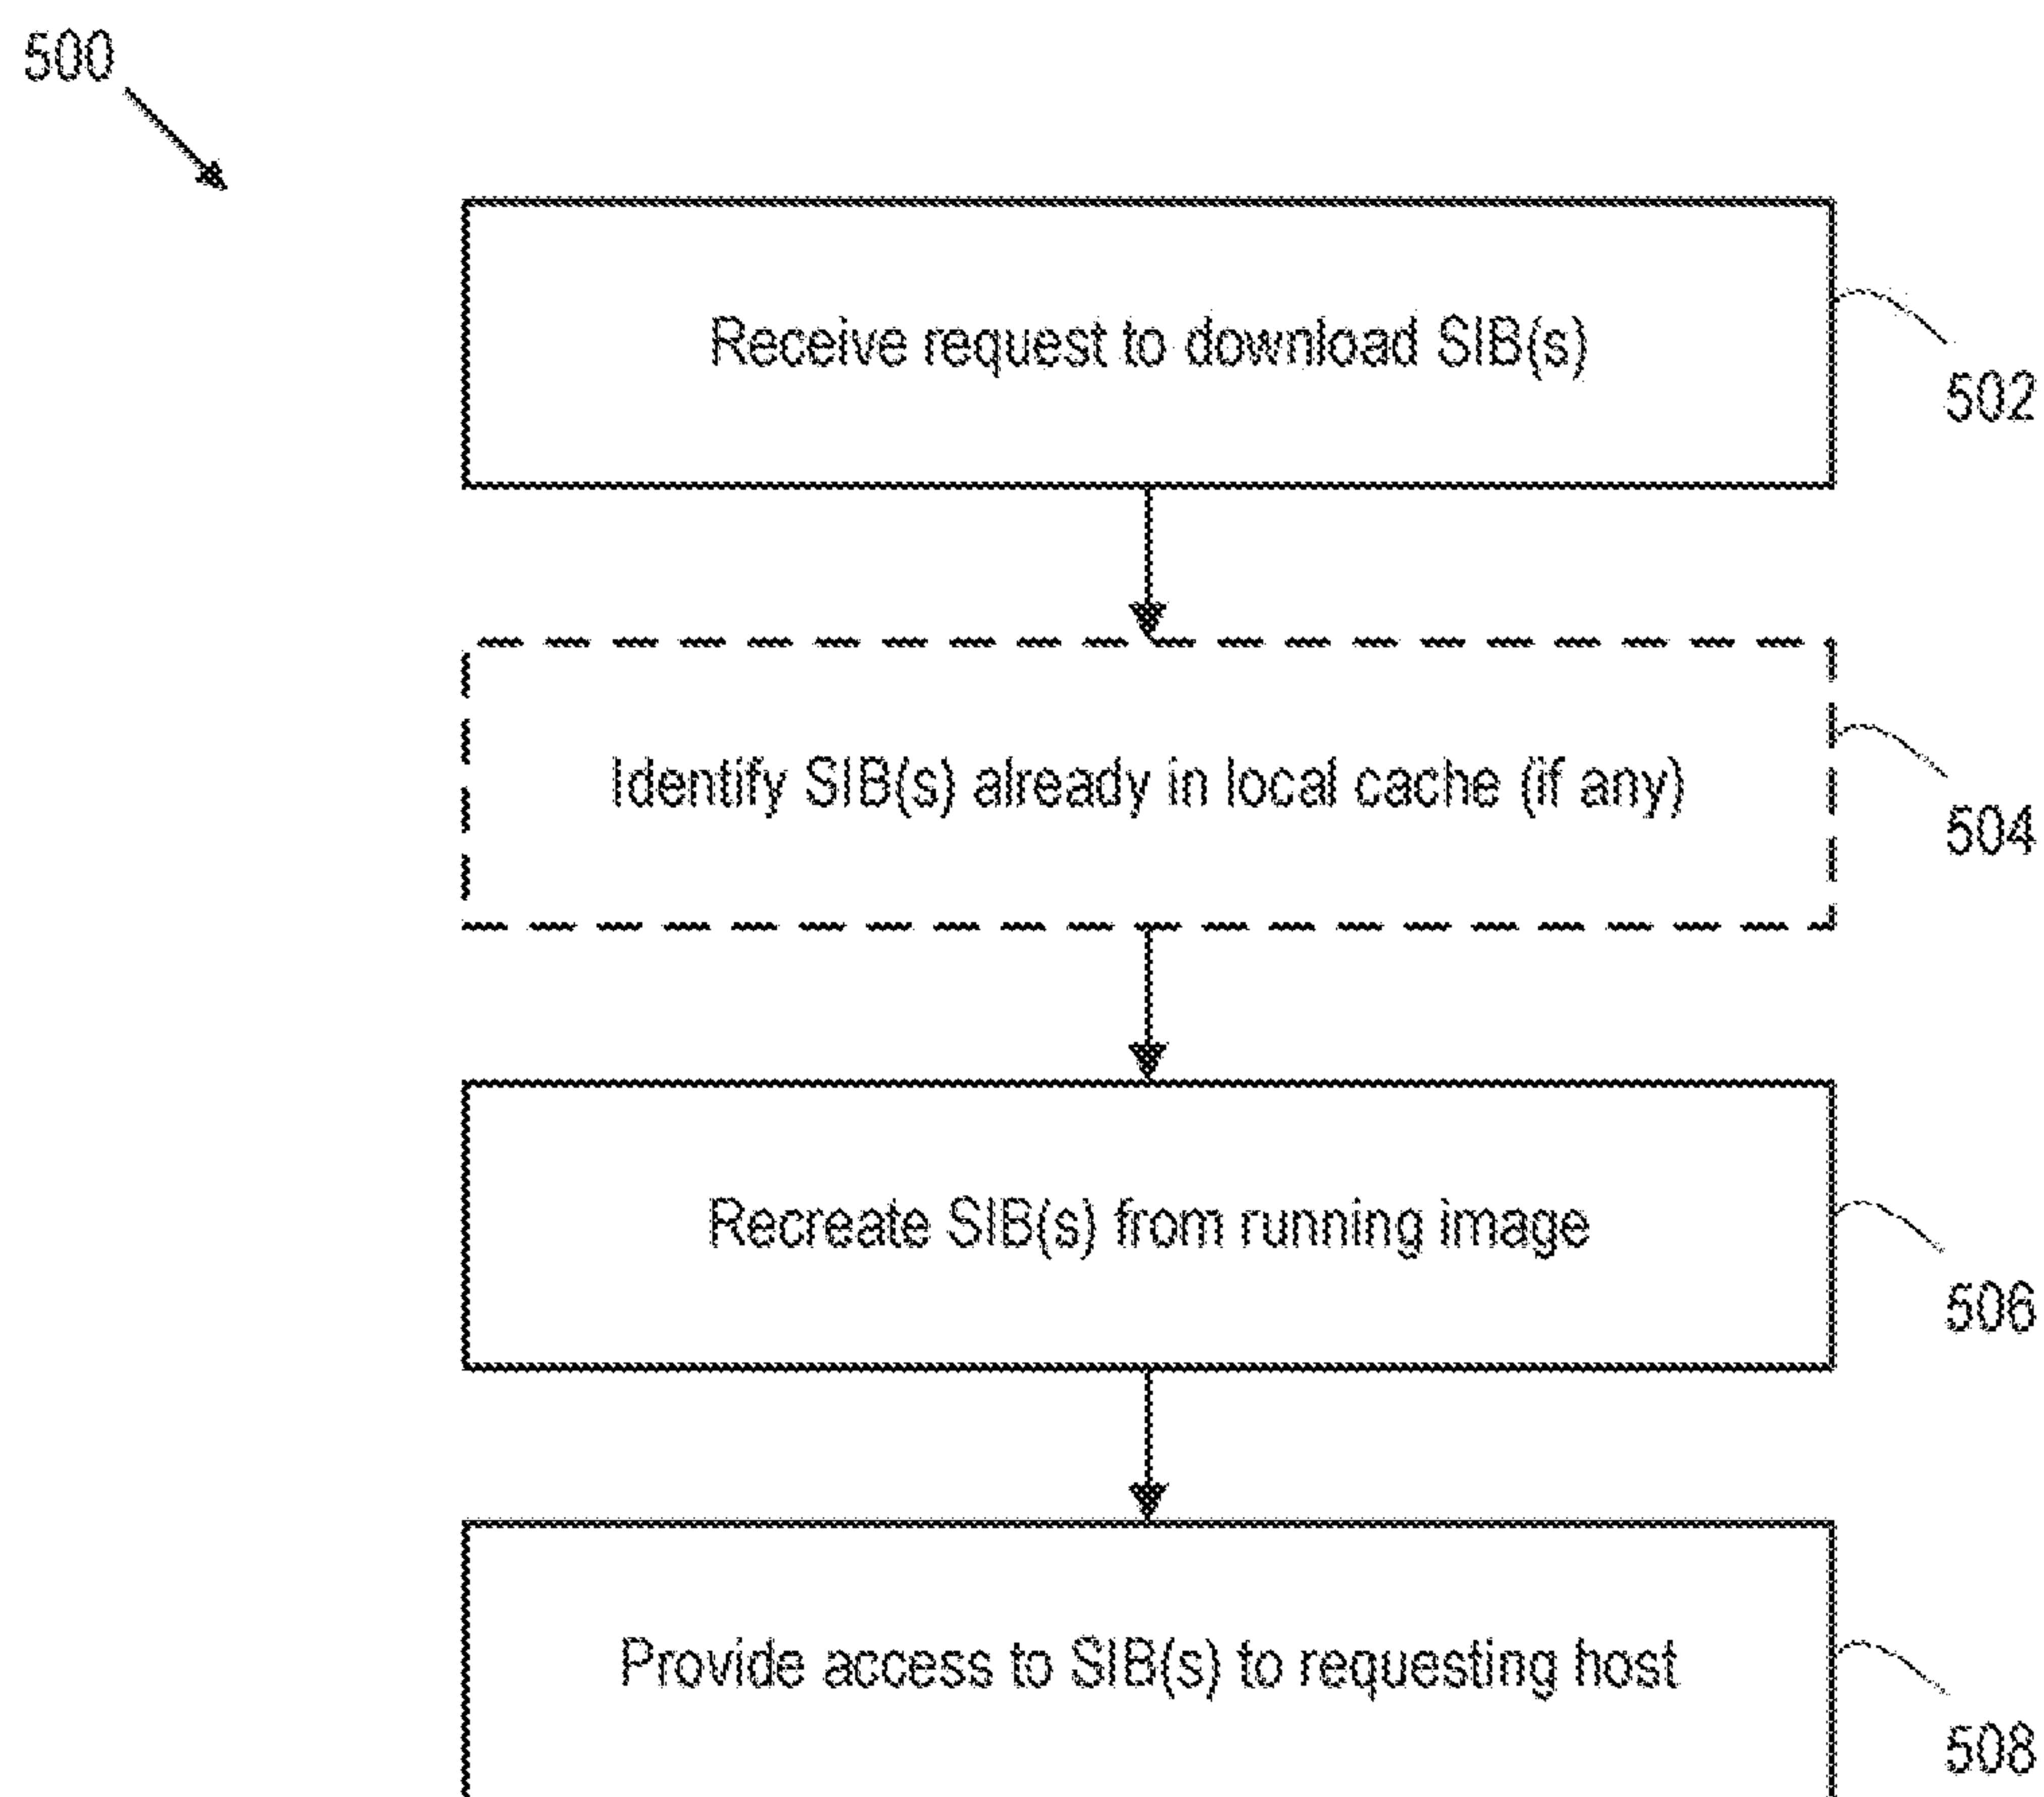 500
Receive request to download SIB(s)
502
Identify SIB(s) already in local cache (if any)
504
Recreate SIB(s) from running image
506
Provide access to SIB(s) to requesting host
508